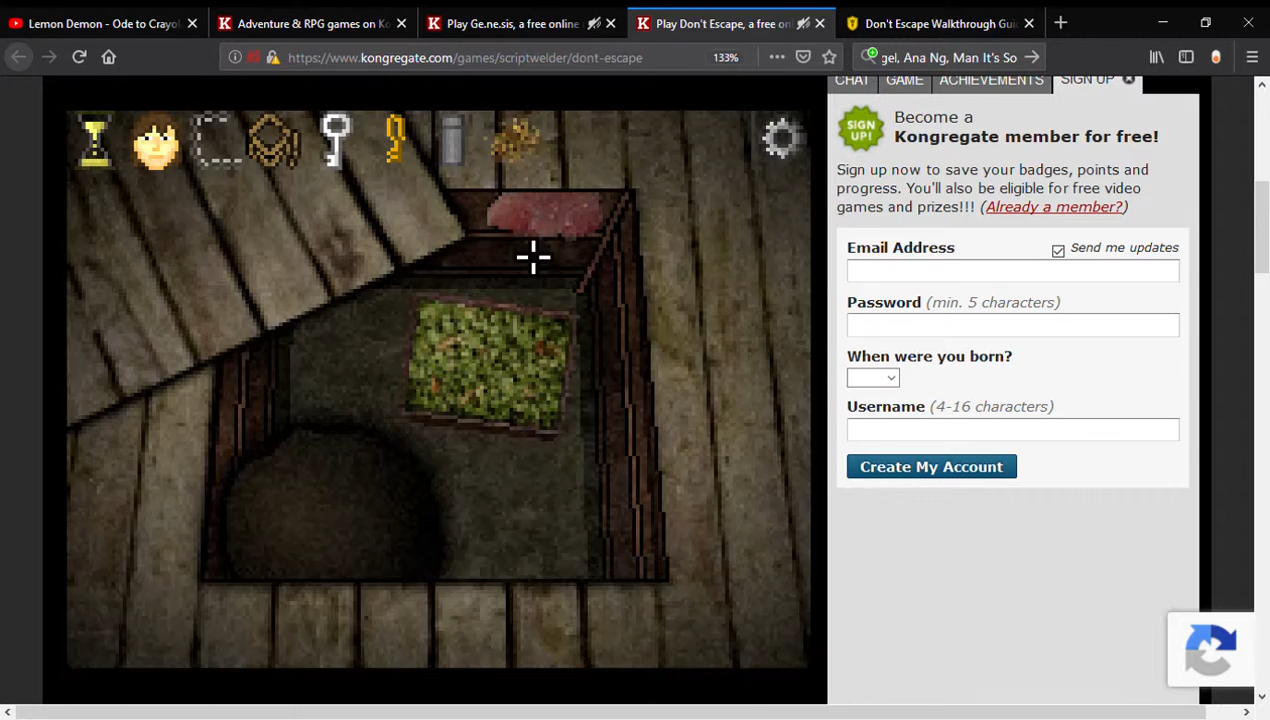 Lemon Demon - Ode to Crayol
Adventure & RPG games on Ko
Play Ge.ne.sis, a free online
Play Don't Escape, a free onl
Don't Escape Walkthrough Gui
https://www.kongregate.com/games/scriptwelder/dont-escape
133%
gel, Ana Ng, Man It's So
CHAT GAME ACHIEVEMENTS SIGN UP
SIGN UP!
Become a
Kongregate member for free!
Sign up now to save your badges, points and
progress. You'll also be eligible for free video
games and prizes!!! (Already a member?)
Email Address
Send me updates
Password (min. 5 characters)
When were you born?
Username (4-16 characters)
Create My Account